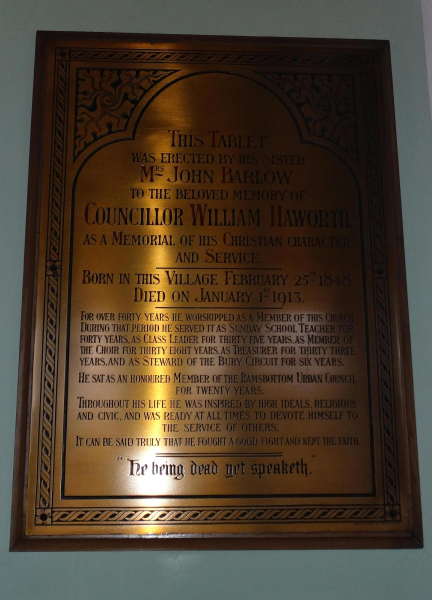 THIS TABLET
WAS ERECTED BY HIS SISTER
MRS JOHN BARLOW
TO THE BELOVED MEMORY OF
COUNCILLOR WILLIAM HAWORTH
AS A MEMORIAL OF HIS CHRISTIAN CHARACTER
AND SERVICE.
BORN IN THIS VILLAGE FEBRUARY 25TH 1848
DIED ON JANUARY 1ST 1913.
FOR OVER FORTY YEARS HE WORSHIPPED AS A MEMBER OF THIS CHURCH
DURING THAT PERIOD HE SERVED IT AS SUNDAY SCHOOL TEACHER FOR
FORTY YEARS, AS CLASS LEADER FOR THIRTY FIVE YEARS, AS MEMBER OF
THE CHOIR FOR THIRTY EIGHT YEARS, AS TREASURER FOR THIRTY THREE
YEARS, AND AS STEWARD OF THE BURY CIRCUIT FOR SIX YEARS.
HE SAT AS AN HONOURED MEMBER OF THE RAMSBOTTOM URBAN COUNCIL
FOR TWENTY YEARS.
THROUGHOUT HIS LIFE HE WAS INSPIRED BY HIGH IDEALS, RELIGIOUS
AND CIVIC, AND WAS READY AT ALL TIMES TO DEVOTE HIMSELF TO
THE SERVICE OF OTHERS.
IT CAN BE SAID TRULY THAT HE FOUGHT A GOOD FIGHT AND KEPT THE FAITH.
"He being dead yet speaketh."